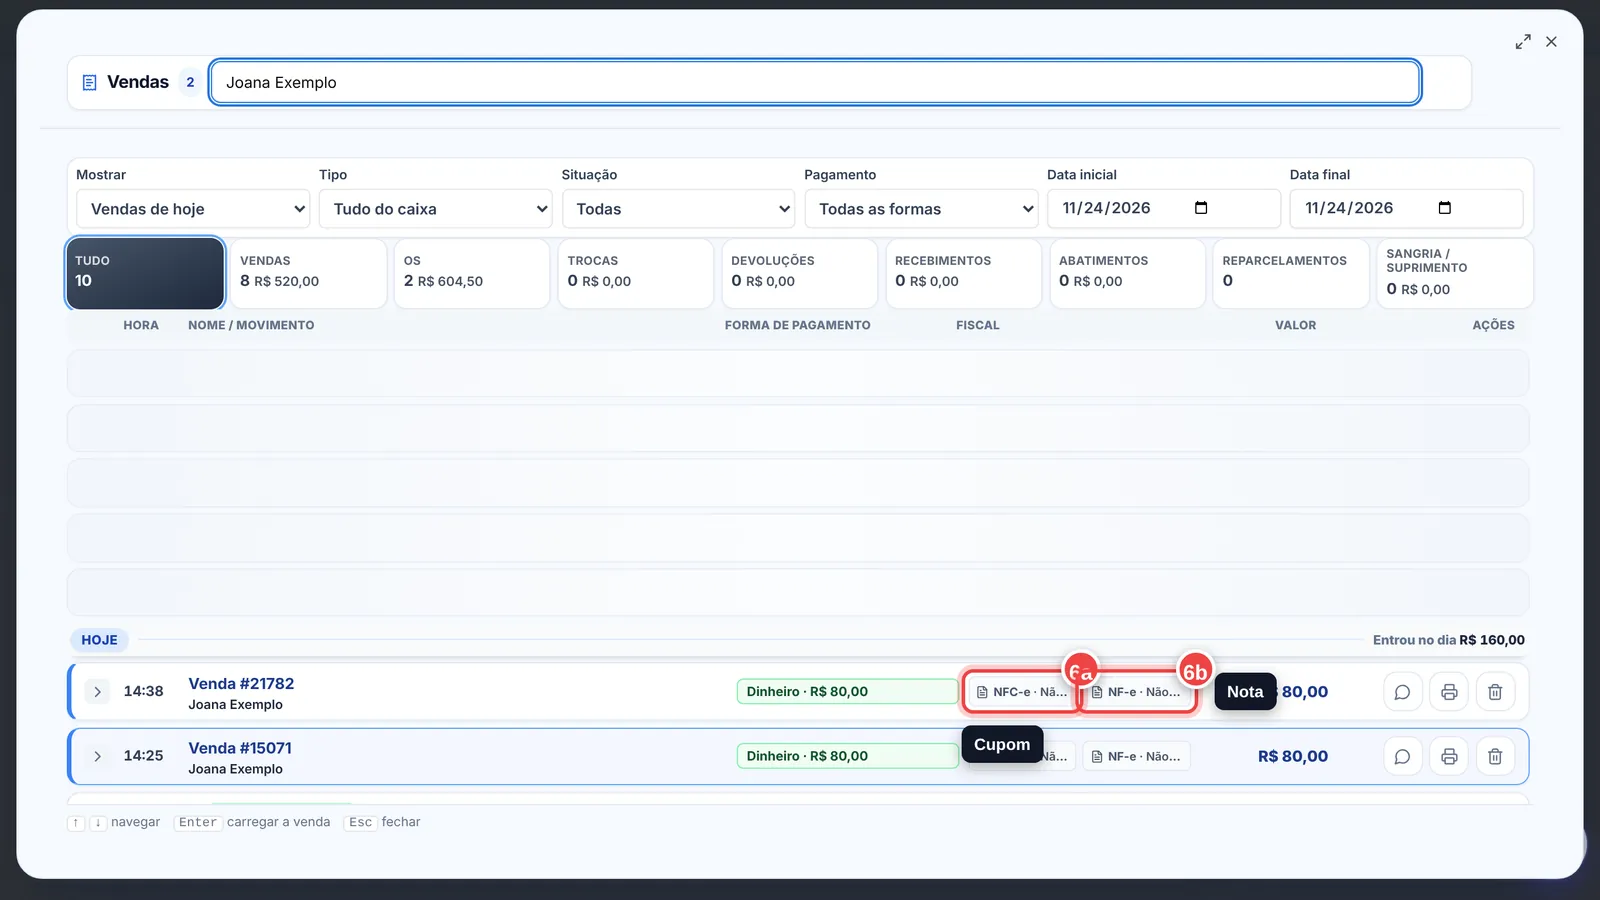 Vendas 2 Joana Exemplo
Mostrar Tipo Situação Pagamento Data inicial Data final
Vendas de hoje Tudo do caixa Todas Todas as formas 11/24/2026 11/24/2026
TUDO
10
VENDAS
8 R$ 520,00
OS
2 R$ 604,50
TROCAS
0 R$ 0,00
DEVOLUÇÕES
0 R$ 0,00
RECEBIMENTOS
0 R$ 0,00
ABATIMENTOS
0 R$ 0,00
REPARCELAMENTOS
0
SANGRIA /
SUPRIMENTO
0 R$ 0,00
HORA NOME / MOVIMENTO FORMA DE PAGAMENTO FISCAL VALOR AÇÕES
HOJE Entrou no dia R$ 160,00
6a 6b
14:38 Venda #21782 Dinheiro · R$ 80,00 NFC-e · Nã... NF-e · Não... Nota 80,00
Joana Exemplo
Cupom
14:25 Venda #15071 Dinheiro · R$ 80,00 Nã... NF-e · Não... R$ 80,00
Joana Exemplo
↑ ↓ navegar Enter carregar a venda Esc fechar